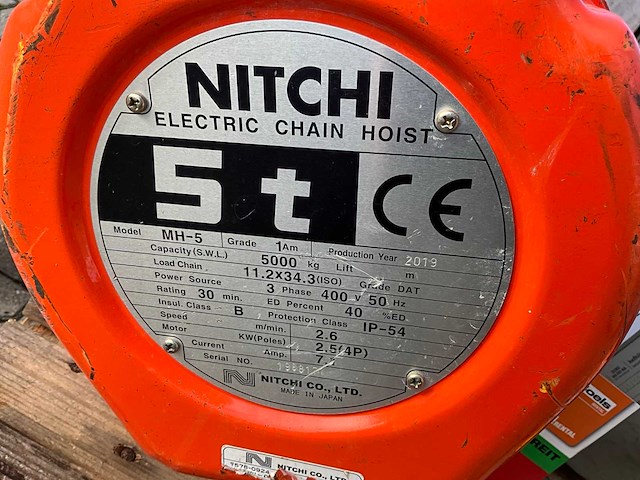 NITCHI
ELECTRIC CHAIN HOIST
5 t CE
Model MH-5 Grade 1Am Production Year 2019
Capacity (S.W.L.) 5000 kg Lift m
Load Chain 11.2X34.3(ISO) Grade DAT
Power Source 3 Phase 400 V 50 Hz
Rating 30 min. ED Percent 40 %ED
Insul. Class B Protection Class IP-54
Speed m/min. 2.6
Motor KW(Poles) 2.5(4P)
Current Amp.
Serial NO.
N NITCHI CO., LTD.
MADE IN JAPAN
N NITCHI CO., LTD.
RENTAL
REIT